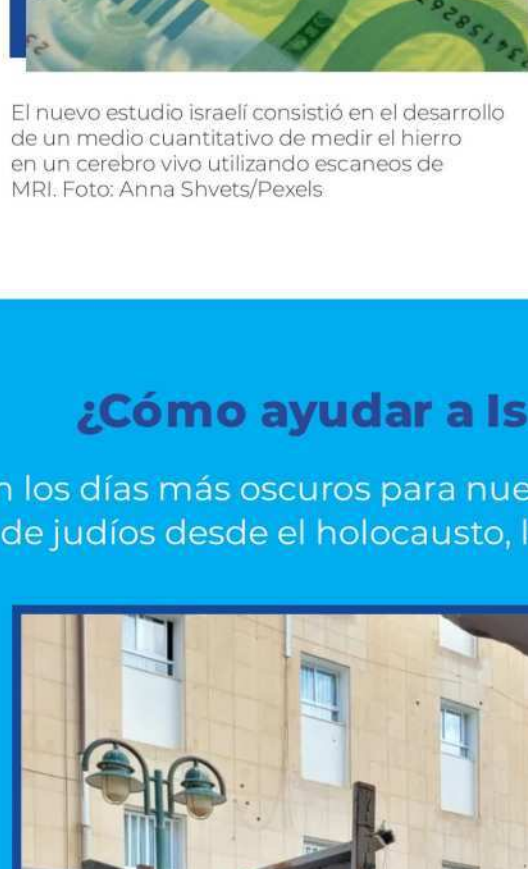 El nuevo estudio israelí consistió en el desarrollo
de un medio cuantitativo de medir el hierro
en un cerebro vivo utilizando escaneos de
MRI. Foto: Anna Shvets/Pexels
¿Cómo ayudar a Is
los días más oscuros para nue
de judíos desde el holocausto, l